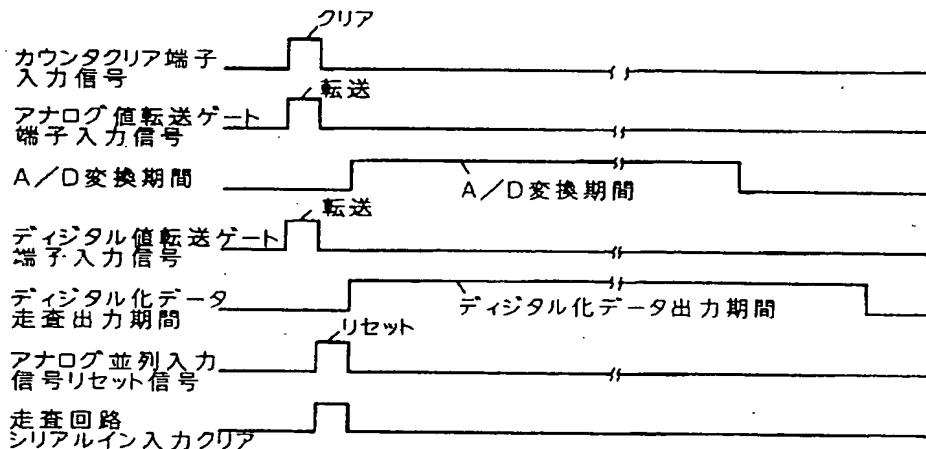 クリア
カウンタクリア端子
入力信号
転送
アナログ値転送ゲート
端子入力信号
A/D変換期間
A/D変換期間
転送
ディジタル値転送ゲート
端子入力信号
ディジタル化データ
走査出力期間
ディジタル化データ出力期間
リセット
アナログ並列入力
信号リセット信号
走査回路
シリアルイン入力クリア